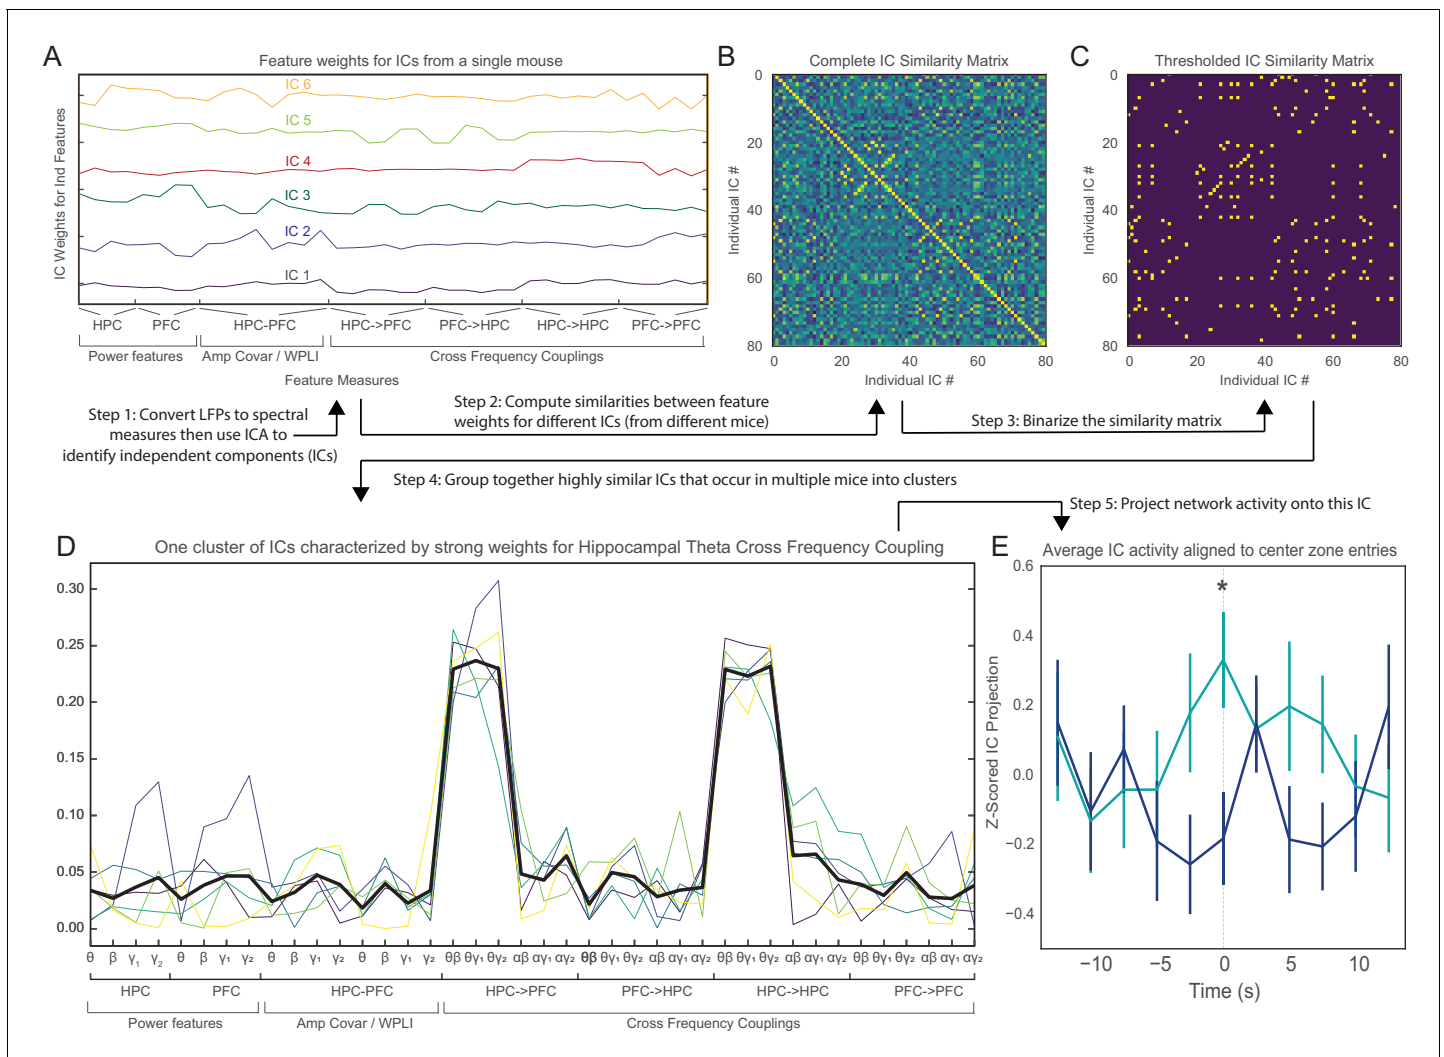 A
Feature weights for ICs from a single mouse
IC Weights for Ind Features
IC 6
IC 5
IC 4
IC 3
IC 2
IC 1
HPC PFC HPC-PFC HPC->PFC PFC->HPC HPC->HPC PFC->PFC
Power features Amp Covar / WPLI Cross Frequency Couplings
Feature Measures
B
Complete IC Similarity Matrix
Individual IC #
0
20
40
60
80
0 20 40 60 80
Individual IC #
C
Thresholded IC Similarity Matrix
Individual IC #
0
20
40
60
80
0 20 40 60 80
Individual IC #
Step 1: Convert LFPs to spectral
measures then use ICA to
identify independent components (ICs)
Step 2: Compute similarities between feature
weights for different ICs (from different mice)
Step 3: Binarize the similarity matrix
Step 4: Group together highly similar ICs that occur in multiple mice into clusters
Step 5: Project network activity onto this IC
D
One cluster of ICs characterized by strong weights for Hippocampal Theta Cross Frequency Coupling
0.30
0.25
0.20
0.15
0.10
0.05
0.00
θ β γ₁ γ₂ θ β γ₁ γ₂ θ β γ₁ γ₂ θβ θγ₁ θγ₂ αβ αγ₁ αγ₂ θβ θγ₁ θγ₂ αβ αγ₁ αγ₂ θβ θγ₁ θγ₂ αβ αγ₁ αγ₂ θβ θγ₁ θγ₂ αβ αγ₁ αγ₂
HPC PFC HPC-PFC HPC->PFC PFC->HPC HPC->HPC PFC->PFC
Power features Amp Covar / WPLI Cross Frequency Couplings
E
Average IC activity aligned to center zone entries
Z-Scored IC Projection
0.6
0.4
0.2
0.0
−0.2
−0.4
*
−10 −5 0 5 10
Time (s)